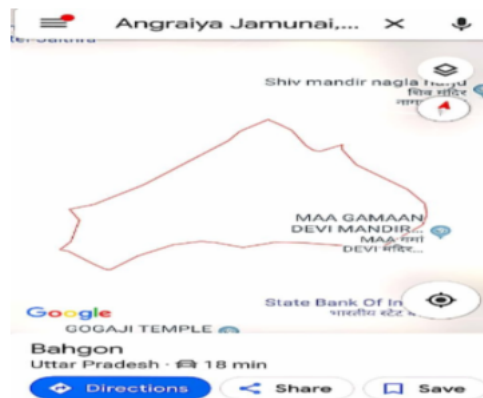 Angraiya Jamunai,...
Shiv mandir nagla
शिव मंदिर
MAA GAMAAN
DEVI MANDIR...
MAA गमां
DEVI मंदिर...
State Bank Of In
भारतीय स्टेट
Google
GOGAJI TEMPLE
Bahgon
Uttar Pradesh · 18 min
Directions
Share
Save